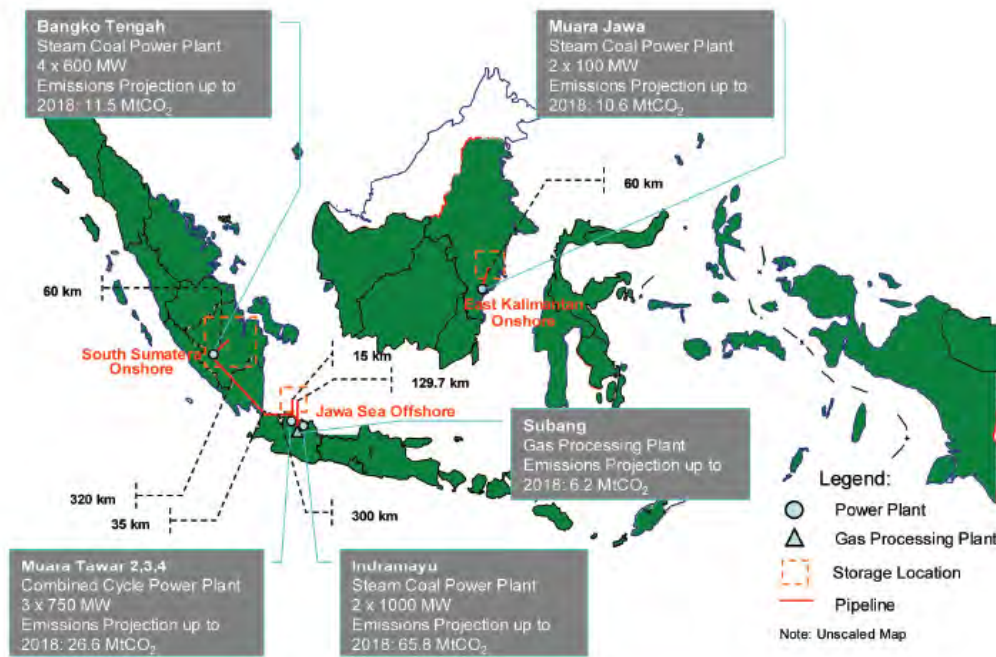 Bangko Tengah
Steam Coal Power Plant
4 x 600 MW
Emissions Projection up to
2018: 11.5 MtCO₂
Muara Jawa
Steam Coal Power Plant
2 x 100 MW
Emissions Projection up to
2018: 10.6 MtCO₂
60 km
60 km
East Kalimantan
Onshore
South Sumatera
Onshore
15 km
129.7 km
Jawa Sea Offshore
Subang
Gas Processing Plant
Emissions Projection up to
2018: 6.2 MtCO₂
320 km
35 km
300 km
Muara Tawar 2,3,4
Combined Cycle Power Plant
3 x 750 MW
Emissions Projection up to
2018: 26.6 MtCO₂
Indramayu
Steam Coal Power Plant
2 x 1000 MW
Emissions Projection up to
2018: 65.8 MtCO₂
Legend:
Power Plant
Gas Processing Plant
Storage Location
Pipeline
Note: Unscaled Map